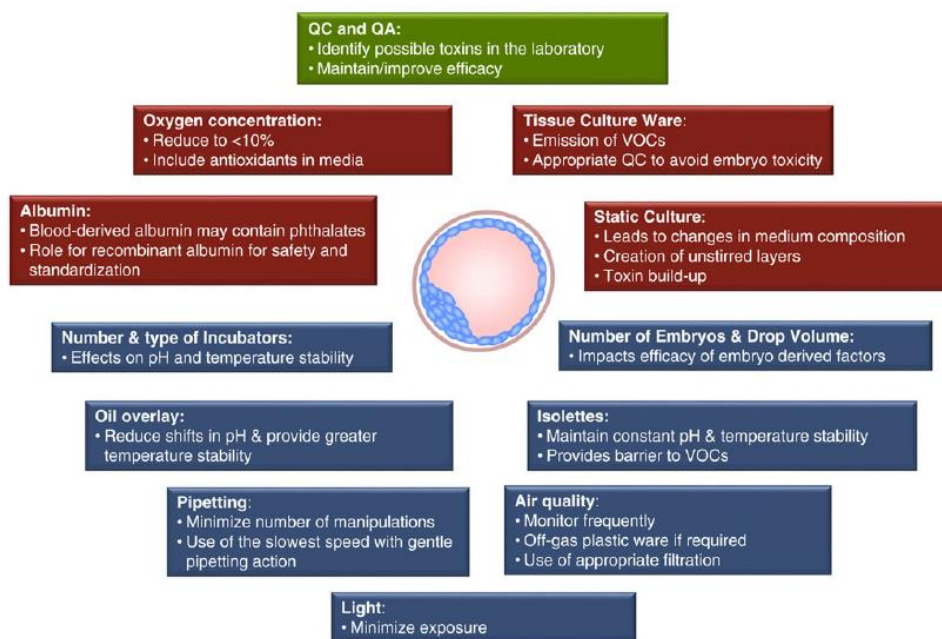 QC and QA:
• Identify possible toxins in the laboratory
• Maintain/improve efficacy
Oxygen concentration:
• Reduce to <10%
• Include antioxidants in media
Tissue Culture Ware:
• Emission of VOCs
• Appropriate QC to avoid embryo toxicity
Albumin:
• Blood-derived albumin may contain phthalates
• Role for recombinant albumin for safety and
standardization
Static Culture:
• Leads to changes in medium composition
• Creation of unstirred layers
• Toxin build-up
Number & type of Incubators:
• Effects on pH and temperature stability
Number of Embryos & Drop Volume:
• Impacts efficacy of embryo derived factors
Oil overlay:
• Reduce shifts in pH & provide greater
temperature stability
Isolettes:
• Maintain constant pH & temperature stability
• Provides barrier to VOCs
Pipetting:
• Minimize number of manipulations
• Use of the slowest speed with gentle
pipetting action
Air quality:
• Monitor frequently
• Off-gas plastic ware if required
• Use of appropriate filtration
Light:
• Minimize exposure